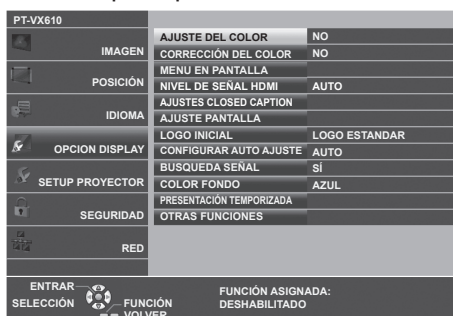 PT-VX610
IMAGEN
POSICIÓN
IDIOMA
OPCION DISPLAY
SETUP PROYECTOR
SEGURIDAD
RED
AJUSTE DEL COLOR NO
CORRECCIÓN DEL COLOR NO
MENU EN PANTALLA
NIVEL DE SEÑAL HDMI AUTO
AJUSTES CLOSED CAPTION
AJUSTE PANTALLA
LOGO INICIAL LOGO ESTANDAR
CONFIGURAR AUTO AJUSTE AUTO
BUSQUEDA SEÑAL SÍ
COLOR FONDO AZUL
PRESENTACIÓN TEMPORIZADA
OTRAS FUNCIONES
ENTRAR
SELECCIÓN
FUNCIÓN
VOLVER
FUNCIÓN ASIGNADA:
DESHABILITADO